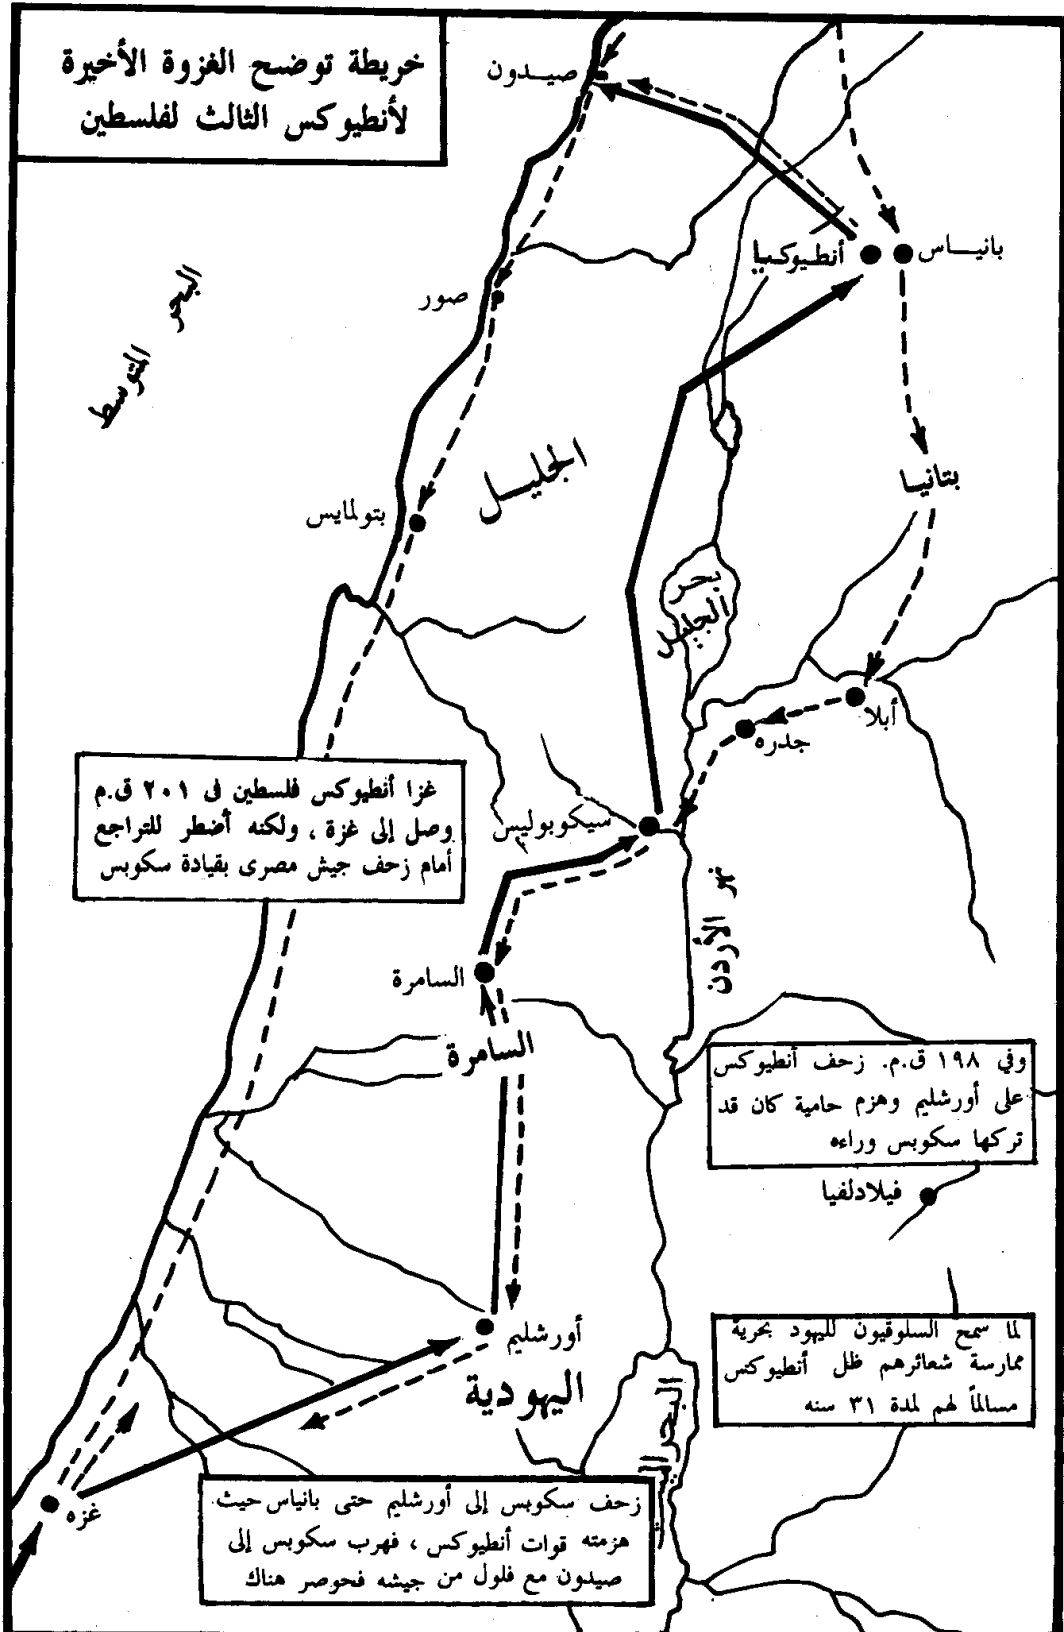 خريطة توضح الغزوة الأخيرة
لأنطيوكس الثالث لفلسطين
صيدون
بانياس
أنطيوكيا
صور
البحر المتوسط
الجليل
بتانيا
بتولمايس
بحر
الجليل
أبلا
جدره
غزا أنطيوكس فلسطين فى ٢٠١ ق.م
وصل إلى غزة ، ولكنه أضطر للتراجع
أمام زحف جيش مصرى بقيادة سكوبس
سيكوبوليس
نهر الأردن
السامرة
السامرة
وفي ١٩٨ ق.م. زحف أنطيوكس
على أورشليم وهزم حامية كان قد
تركها سكوبس وراءه
فيلادلفيا
لما سمح السلوقيون لليهود بحرية
ممارسة شعائرهم ظل أنطيوكس
مسالماً لهم لمدة ٣١ سنه
أورشليم
اليهودية
غزه
زحف سكوبس إلى أورشليم حتى بانياس حيث
هزمته قوات أنطيوكس ، فهرب سكوبس إلى
صيدون مع فلول من جيشه فحوصر هناك